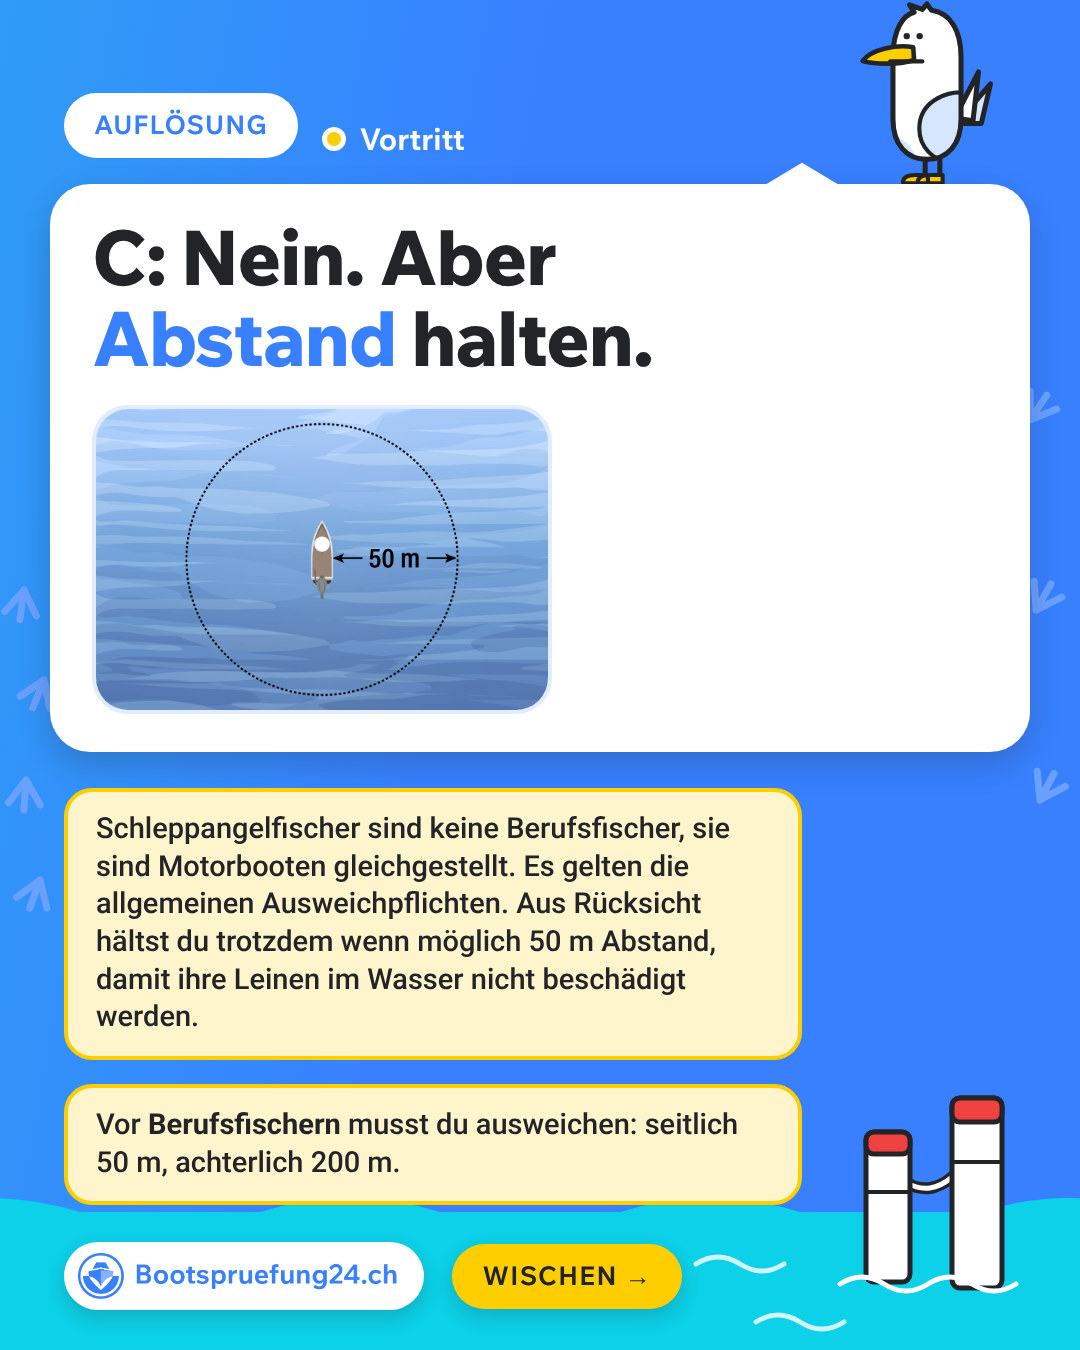 AUFLÖSUNG
Vortritt
C: Nein. Aber
Abstand halten.
50 m
Schleppangelfischer sind keine Berufsfischer, sie
sind Motorbooten gleichgestellt. Es gelten die
allgemeinen Ausweichpflichten. Aus Rücksicht
hältst du trotzdem wenn möglich 50 m Abstand,
damit ihre Leinen im Wasser nicht beschädigt
werden.
Vor Berufsfischern musst du ausweichen: seitlich
50 m, achterlich 200 m.
Bootspruefung24.ch
WISCHEN →